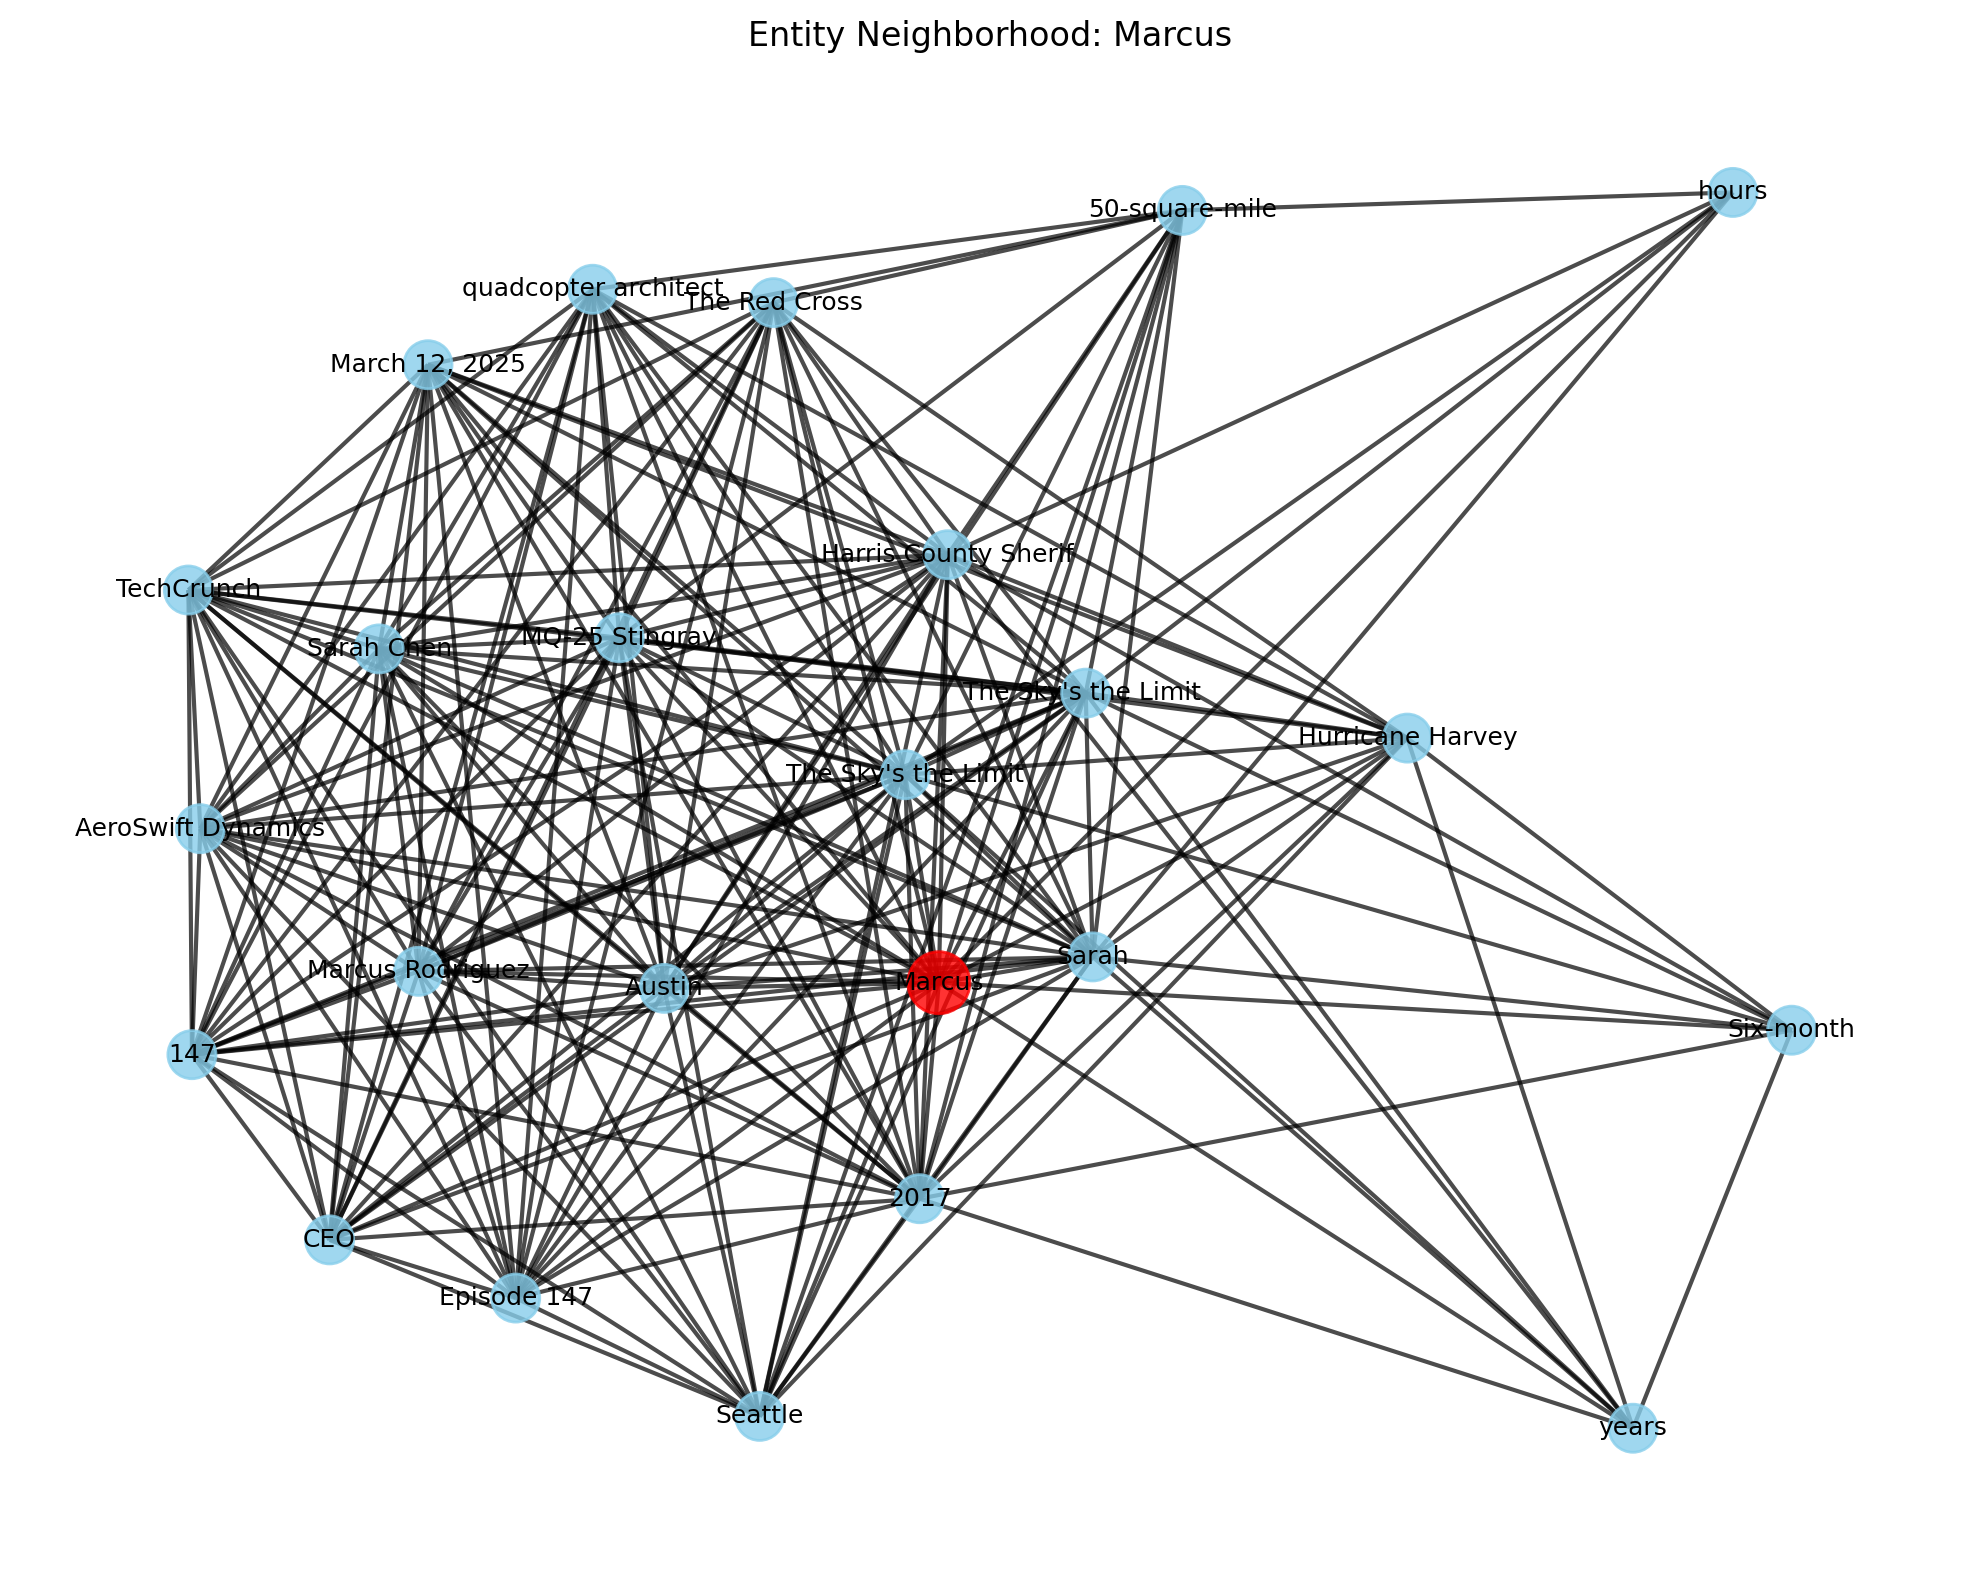 Entity Neighborhood: Marcus
hours
50-square-mile
quadcopter architect
The Red Cross
March 12, 2025
Harris County Sherif
TechCrunch
MQ-25 Stingray
Sarah Chen
The Sky's the Limit
Hurricane Harvey
The Sky's the Limit
AeroSwift Dynamics
Sarah
Marcus Rodriguez
Marcus
Austin
Six-month
147
2017
CEO
Episode 147
Seattle
years